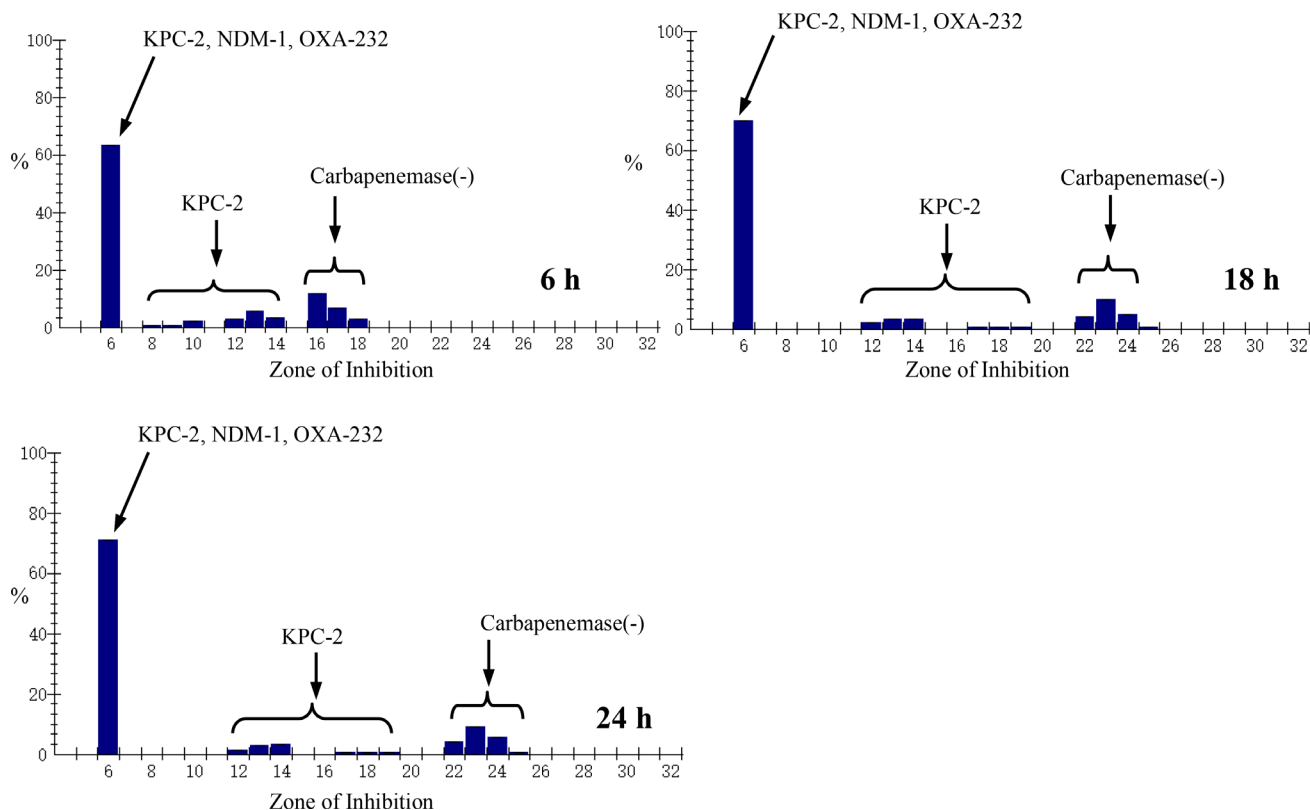 KPC-2, NDM-1, OXA-232
100
80
60
40
20
0
%
KPC-2
Carbapenemase(-)
6 h
6 8 10 12 14 16 18 20 22 24 26 28 30 32
Zone of Inhibition
KPC-2, NDM-1, OXA-232
100
80
60
40
20
0
%
KPC-2
Carbapenemase(-)
18 h
6 8 10 12 14 16 18 20 22 24 26 28 30 32
Zone of Inhibition
KPC-2, NDM-1, OXA-232
100
80
60
40
20
0
%
KPC-2
Carbapenemase(-)
24 h
6 8 10 12 14 16 18 20 22 24 26 28 30 32
Zone of Inhibition